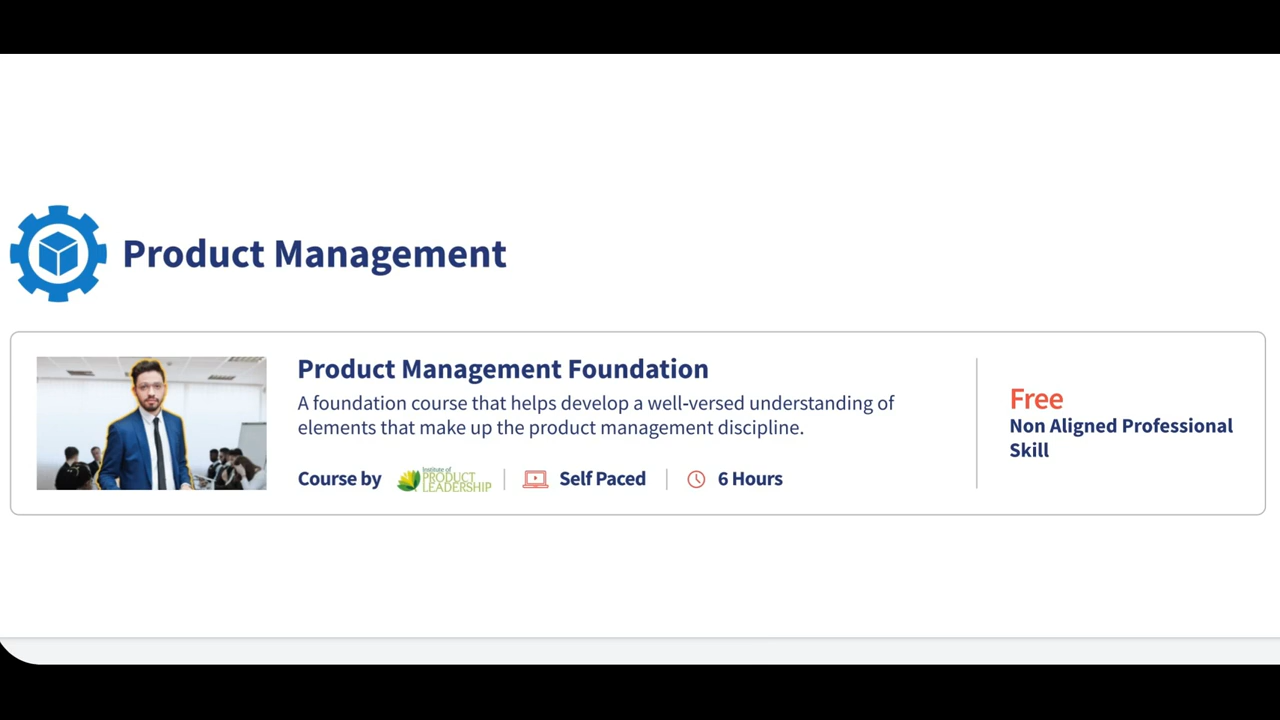 Product Management
Product Management Foundation
A foundation course that helps develop a well-versed understanding of
elements that make up the product management discipline.
Course by
Institute of
PRODUCT
LEADERSHIP
Self Paced
6 Hours
Free
Non Aligned Professional
Skill